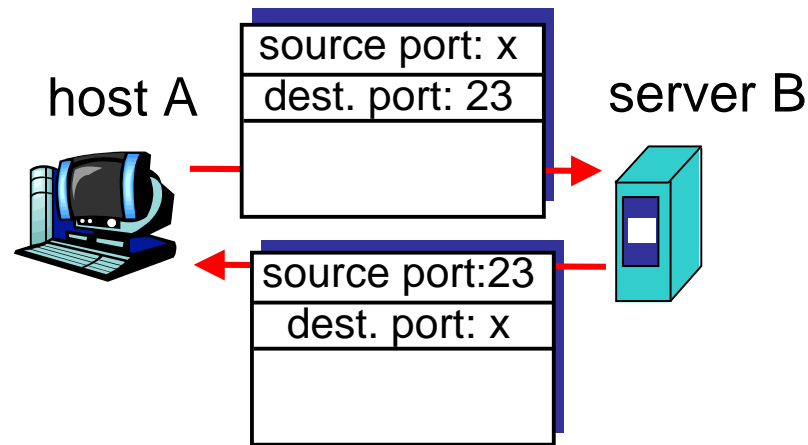 source port: x
host A
dest. port: 23
server B
source port:23
dest. port: x